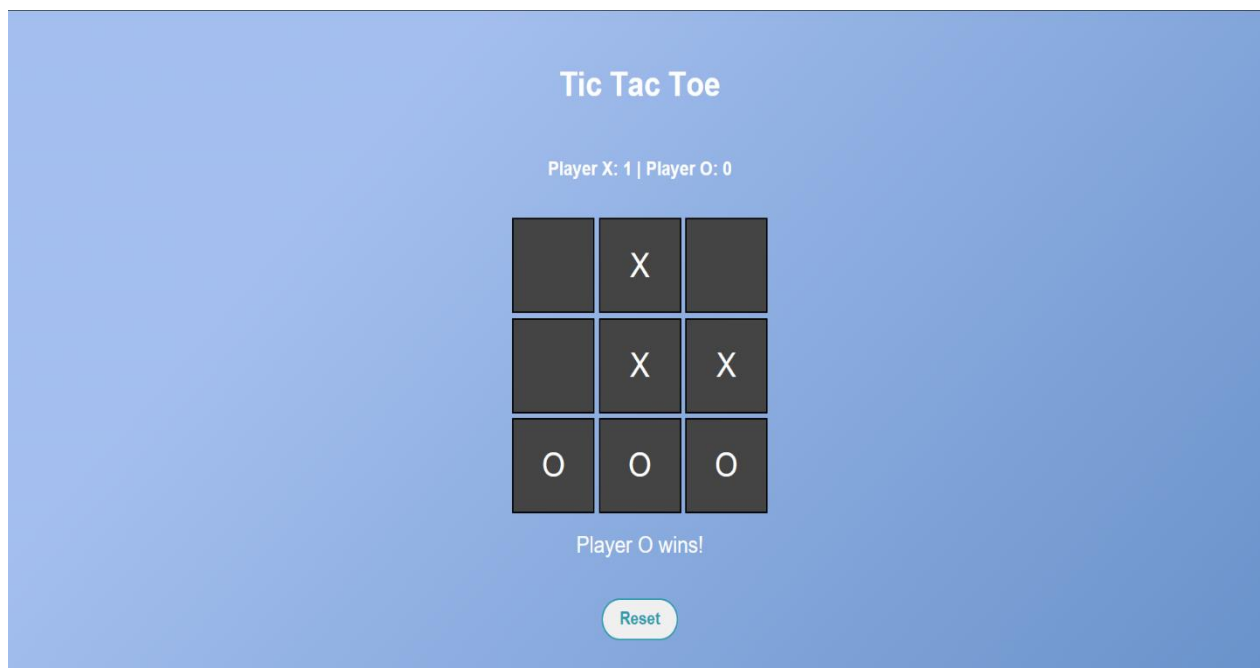 Tic Tac Toe
Player X: 1 | Player O: 0
X
X X
O O O
Player O wins!
Reset